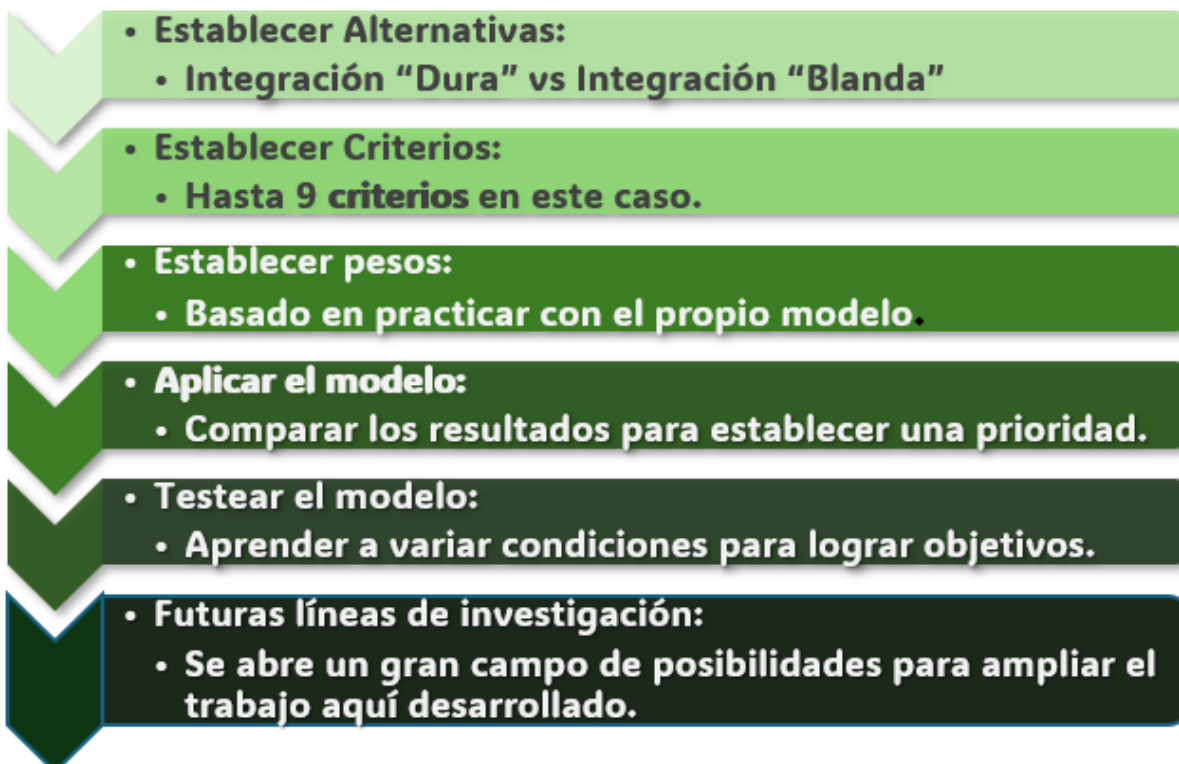 • Establecer Alternativas:
• Integración “Dura” vs Integración “Blanda”
• Establecer Criterios:
• Hasta 9 criterios en este caso.
• Establecer pesos:
• Basado en practicar con el propio modelo.
• Aplicar el modelo:
• Comparar los resultados para establecer una prioridad.
• Testear el modelo:
• Aprender a variar condiciones para lograr objetivos.
• Futuras líneas de investigación:
• Se abre un gran campo de posibilidades para ampliar el
trabajo aquí desarrollado.